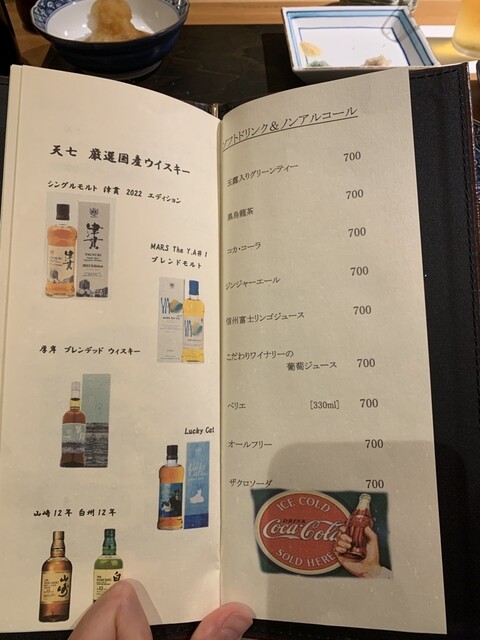 天七 厳選国産ウイスキー
シングルモルト 津貫 2022 エディション
津貫
MARS The Y.A #1
ブレンドモルト
YA
厚岸 ブレンデッド ウイスキー
Lucky Cat
山崎12年 白州12年
山崎
白
ソフトドリンク&ノンアルコール
玉露入りグリーンティー 700
黒烏龍茶 700
コカ・コーラ 700
ジンジャーエール 700
信州富士リンゴジュース 700
こだわりワイナリーの
葡萄ジュース 700
ペリエ [330ml] 700
オールフリー 700
ザクロソーダ 700
ICE COLD
DRINK
Coca-Cola
SOLD HERE